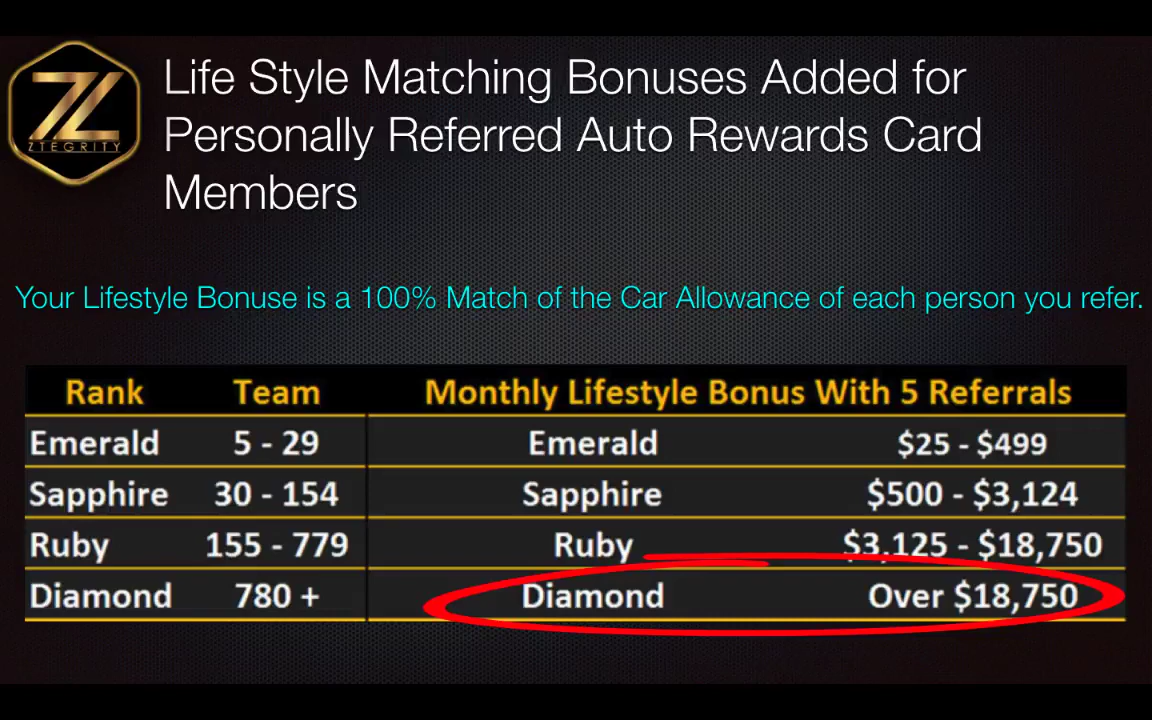 Life Style Matching Bonuses Added for
Personally Referred Auto Rewards Card
Members
ZTEGRITY
Your Lifestyle Bonuse is a 100% Match of the Car Allowance of each person you refer.
Rank Team Monthly Lifestyle Bonus With 5 Referrals
Emerald 5 - 29 Emerald $25 - $499
Sapphire 30 - 154 Sapphire $500 - $3,124
Ruby 155 - 779 Ruby $3,125 - $18,750
Diamond 780 + Diamond Over $18,750